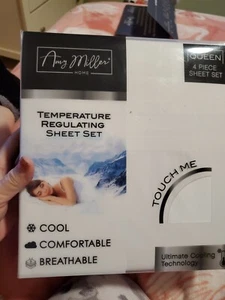 Amy Miller
HOME
QUEEN
4 PIECE
SHEET SET
TEMPERATURE
REGULATING
SHEET SET
TOUCH ME
COOL
COMFORTABLE
BREATHABLE
Ultimate Cooling
Technology